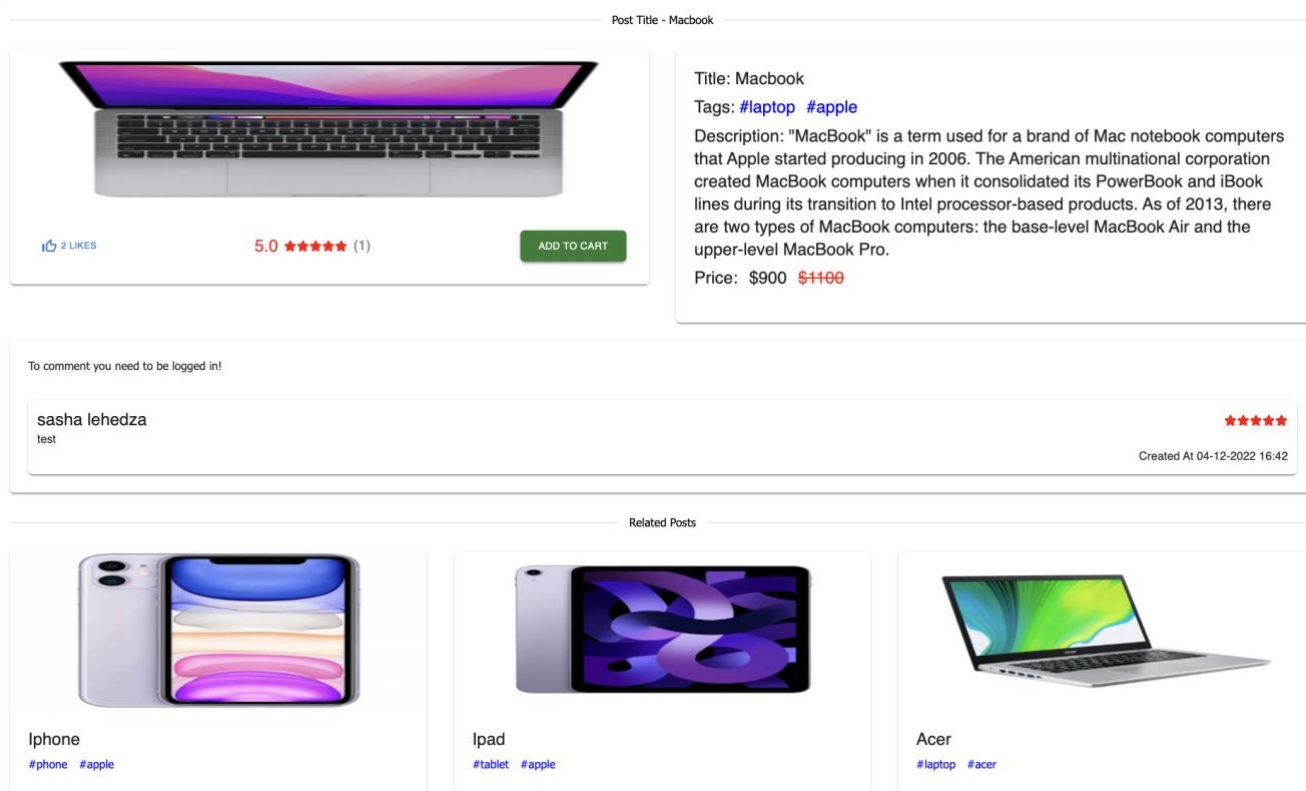 Post Title - Macbook
2 LIKES
5.0 (1)
ADD TO CART
Title: Macbook
Tags: #laptop #apple
Description: "MacBook" is a term used for a brand of Mac notebook computers
that Apple started producing in 2006. The American multinational corporation
created MacBook computers when it consolidated its PowerBook and iBook
lines during its transition to Intel processor-based products. As of 2013, there
are two types of MacBook computers: the base-level MacBook Air and the
upper-level MacBook Pro.
Price: $900 $1100
To comment you need to be logged in!
sasha lehedza
test
Created At 04-12-2022 16:42
Related Posts
Iphone
#phone #apple
Ipad
#tablet #apple
Acer
#laptop #acer